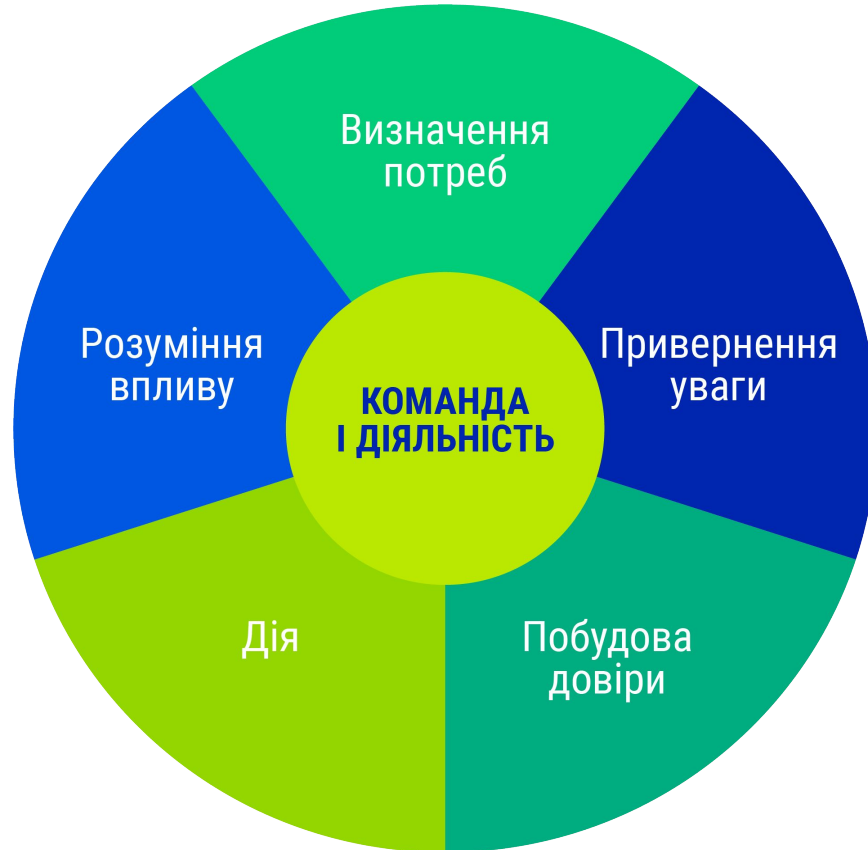 Визначення
потреб
Привернення
уваги
Побудова
довіри
Дія
Розуміння
впливу
КОМАНДА
І ДІЯЛЬНІСТЬ